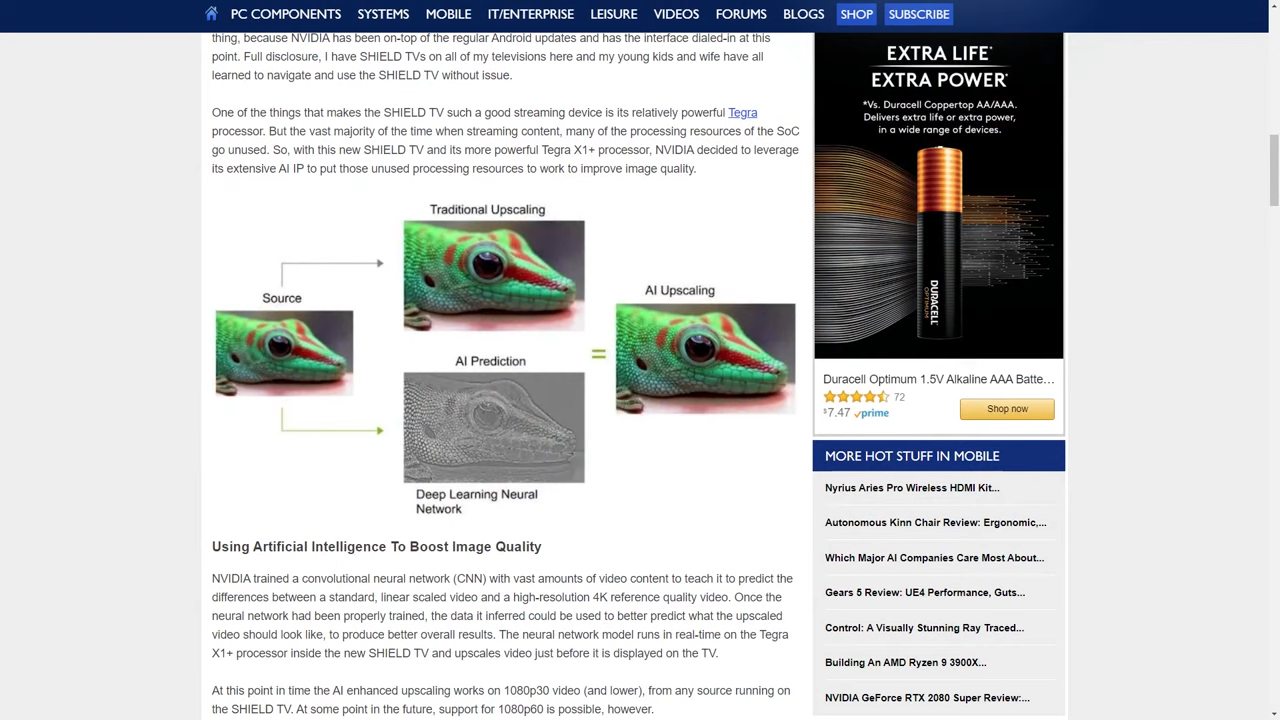 PC COMPONENTS SYSTEMS MOBILE IT/ENTERPRISE LEISURE VIDEOS FORUMS BLOGS SHOP SUBSCRIBE
thing, because NVIDIA has been on-top of the regular Android updates and has the interface dialed-in at this
point. Full disclosure, I have SHIELD TVs on all of my televisions here and my young kids and wife have all
learned to navigate and use the SHIELD TV without issue.
One of the things that makes the SHIELD TV such a good streaming device is its relatively powerful Tegra
processor. But the vast majority of the time when streaming content, many of the processing resources of the SoC
go unused. So, with this new SHIELD TV and its more powerful Tegra X1+ processor, NVIDIA decided to leverage
its extensive AI IP to put those unused processing resources to work to improve image quality.
Traditional Upscaling
Source
AI Upscaling
=
AI Prediction
Deep Learning Neural
Network
Using Artificial Intelligence To Boost Image Quality
NVIDIA trained a convolutional neural network (CNN) with vast amounts of video content to teach it to predict the
differences between a standard, linear scaled video and a high-resolution 4K reference quality video. Once the
neural network had been properly trained, the data it inferred could be used to better predict what the upscaled
video should look like, to produce better overall results. The neural network model runs in real-time on the Tegra
X1+ processor inside the new SHIELD TV and upscales video just before it is displayed on the TV.
At this point in time the AI enhanced upscaling works on 1080p30 video (and lower), from any source running on
the SHIELD TV. At some point in the future, support for 1080p60 is possible, however.
EXTRA LIFE*
EXTRA POWER*
*Vs. Duracell Coppertop AA/AAA.
Delivers extra life or extra power,
in a wide range of devices.
DURACELL
OPTIMUM
Duracell Optimum 1.5V Alkaline AAA Batte...
72
$7.47 prime
Shop now
MORE HOT STUFF IN MOBILE
Nyrius Aries Pro Wireless HDMI Kit...
Autonomous Kinn Chair Review: Ergonomic,...
Which Major AI Companies Care Most About...
Gears 5 Review: UE4 Performance, Guts...
Control: A Visually Stunning Ray Traced...
Building An AMD Ryzen 9 3900X...
NVIDIA GeForce RTX 2080 Super Review:...